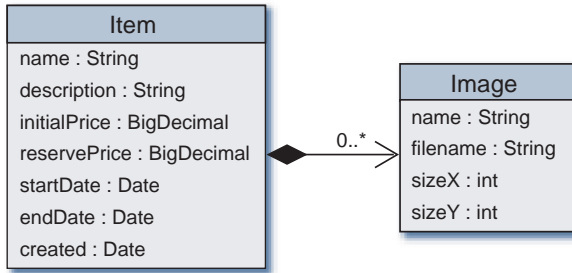 Item
name : String
description : String
initialPrice : BigDecimal
reservePrice : BigDecimal
startDate : Date
endDate : Date
created : Date
0..*
Image
name : String
filename : String
sizeX : int
sizeY : int